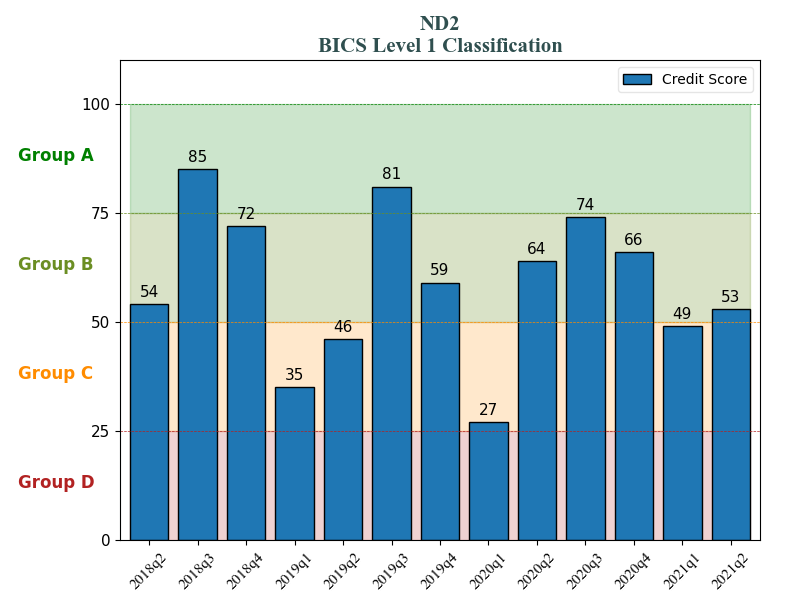 ND2
BICS Level 1 Classification
Credit Score
100
75
50
25
0
Group A
Group B
Group C
Group D
54
85
72
35
46
81
59
27
64
74
66
49
53
2018q2
2018q3
2018q4
2019q1
2019q2
2019q3
2019q4
2020q1
2020q2
2020q3
2020q4
2021q1
2021q2